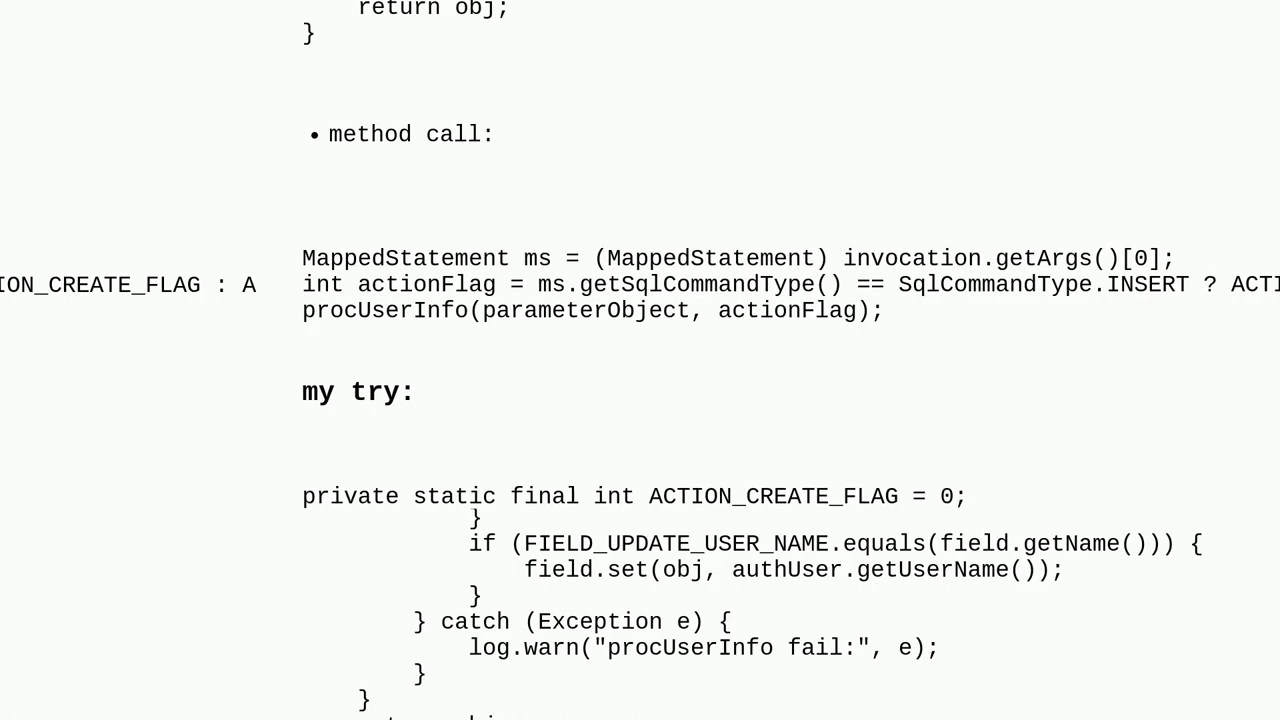 return obj;
}
• method call:
MappedStatement ms = (MappedStatement) invocation.getArgs()[0];
ION_CREATE_FLAG : A
int actionFlag = ms.getSqlCommandType() == SqlCommandType.INSERT ? ACTI
procUserInfo(parameterObject, actionFlag);
my try:
private static final int ACTION_CREATE_FLAG = 0;
}
if (FIELD_UPDATE_USER_NAME.equals(field.getName())) {
field.set(obj, authUser.getUserName());
}
} catch (Exception e) {
log.warn("procUserInfo fail:", e);
}
}